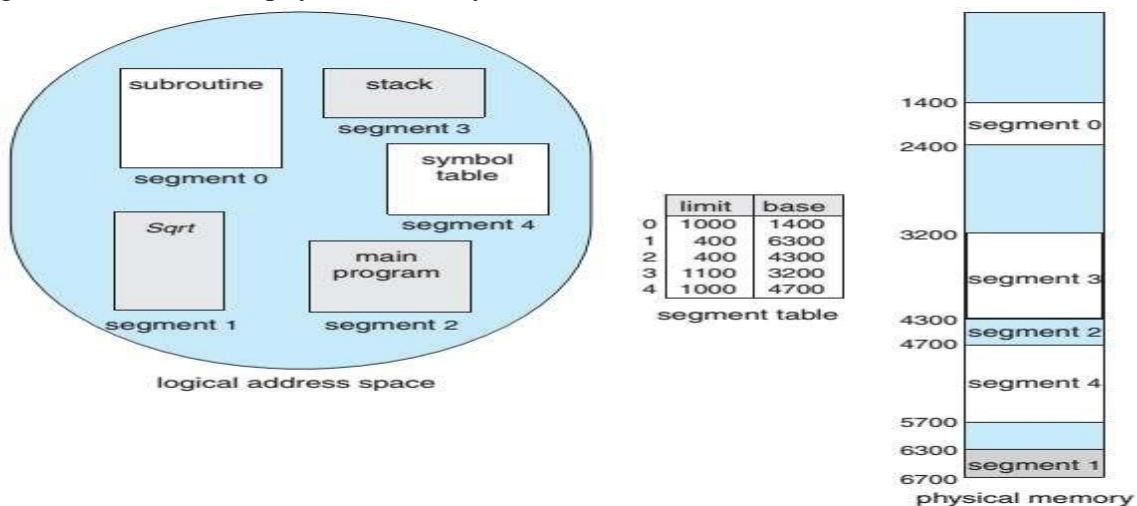 subroutine
segment 0
stack
segment 3
symbol
table
segment 4
Sqrt
segment 1
main
program
segment 2
logical address space
limit base
0 1000 1400
1 400 6300
2 400 4300
3 1100 3200
4 1000 4700
segment table
1400
segment 0
2400
3200
segment 3
4300
segment 2
4700
segment 4
5700
6300
segment 1
6700
physical memory